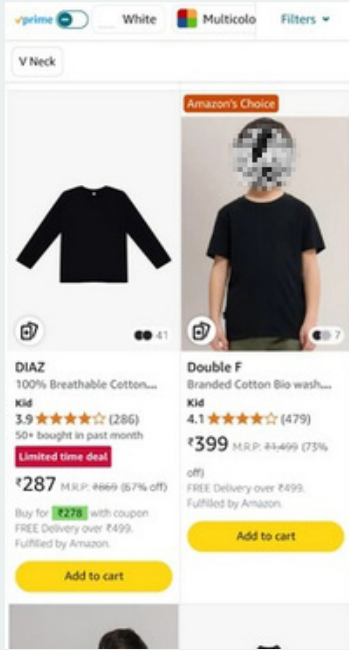 prime
White
Multicolo
Filters
V Neck
Amazon's Choice
41
7
DIAZ
100% Breathable Cotton...
Kid
3.9 (286)
50+ bought in past month
Limited time deal
₹287 M.R.P: ₹869 (67% off)
Buy for ₹278 with coupon
FREE Delivery over ₹499.
Fulfilled by Amazon.
Add to cart
Double F
Branded Cotton Bio wash...
Kid
4.1 (479)
₹399 M.R.P: ₹1,499 (73%
off)
FREE Delivery over ₹499.
Fulfilled by Amazon.
Add to cart